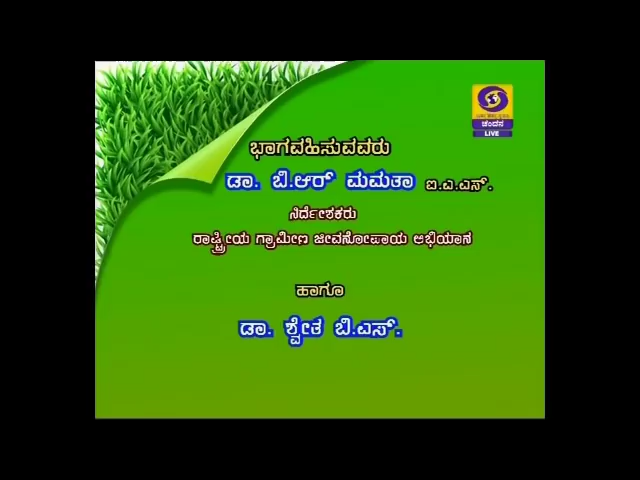 ಚಂದನ
LIVE
ಭಾಗವಹಿಸುವವರು
ಡಾ. ಬಿ.ಆರ್ ಮಮತಾ ಐ.ಎ.ಎಸ್.
ನಿರ್ದೇಶಕರು
ರಾಷ್ಟ್ರೀಯ ಗ್ರಾಮೀಣ ಜೀವನೋಪಾಯ ಅಭಿಯಾನ
ಹಾಗೂ
ಡಾ. ಶ್ವೇತ ಬಿ.ಎಸ್.